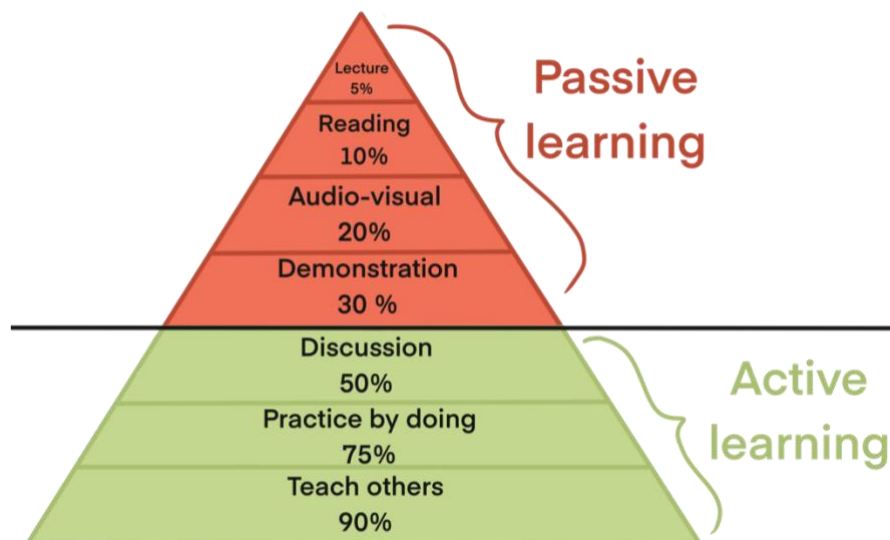 Lecture
5%
Passive
learning
Reading
10%
Audio-visual
20%
Demonstration
30 %
Discussion
50%
Active
learning
Practice by doing
75%
Teach others
90%